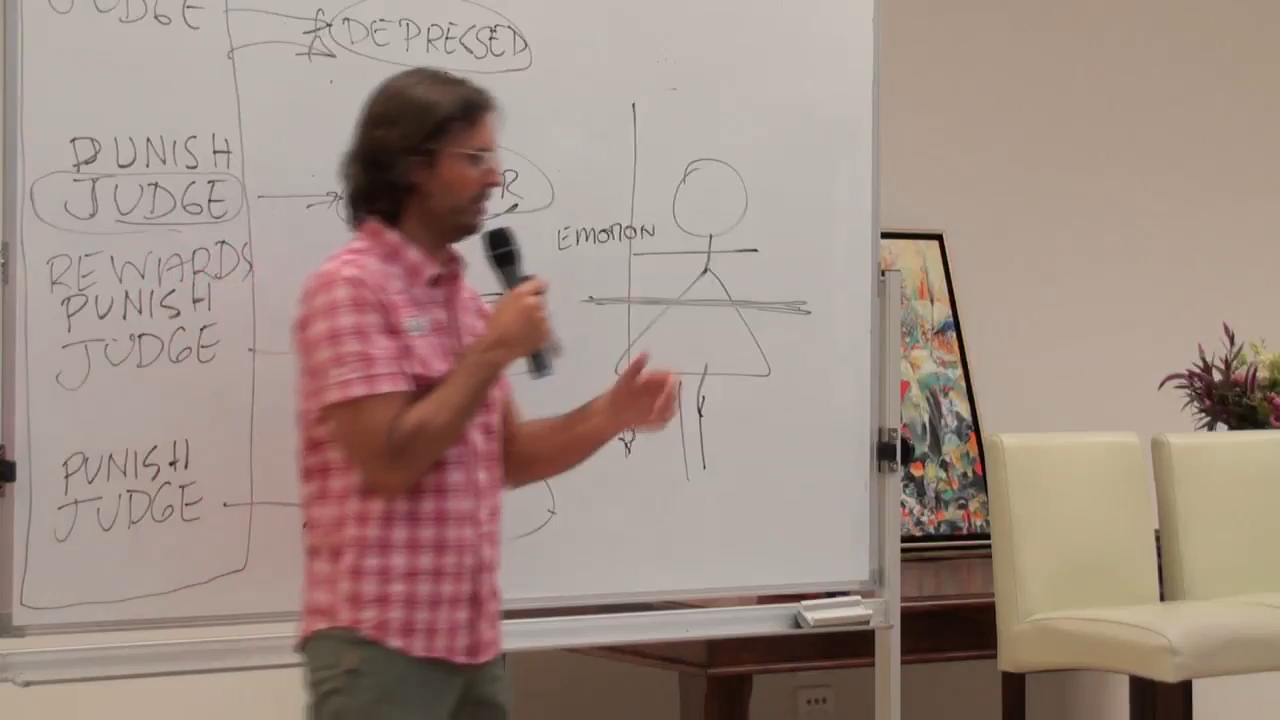 JUDGE
DEPRESSED
PUNISH
JUDGE
REWARDS
PUNISH
JUDGE
PUNISH
JUDGE
EMOTION